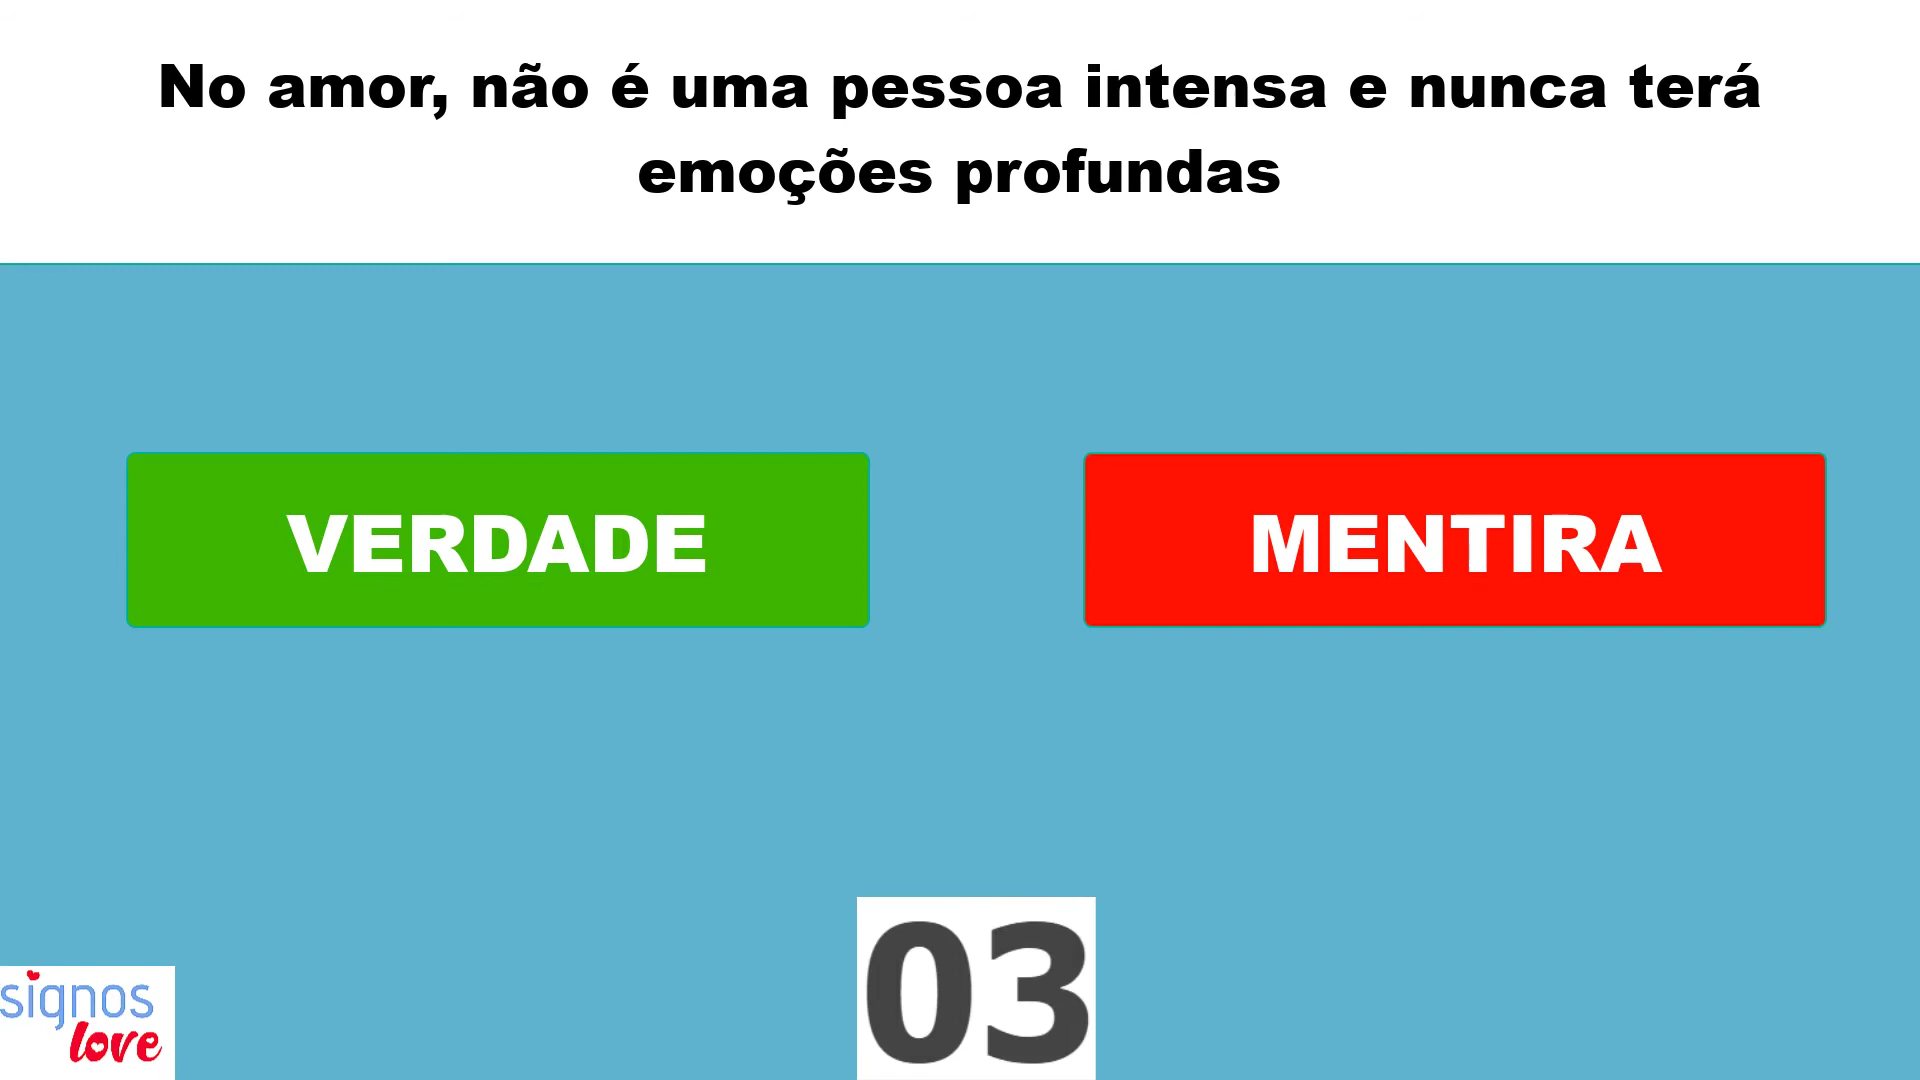 No amor, não é uma pessoa intensa e nunca terá
emoções profundas
VERDADE
MENTIRA
03
signos
love